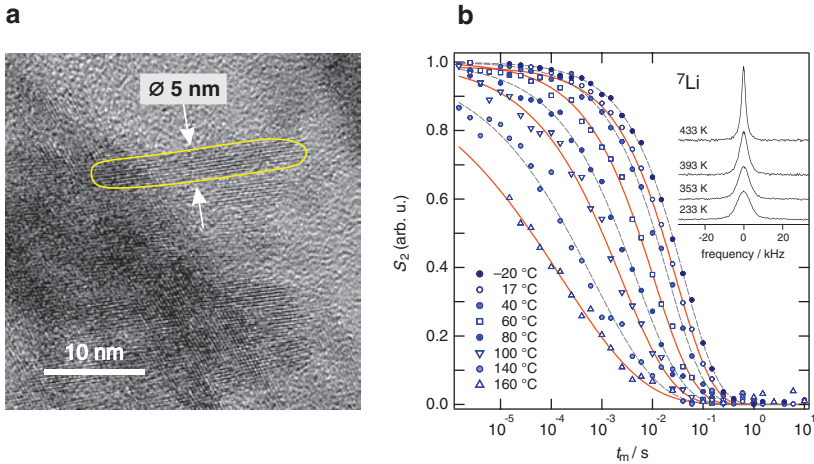 a
Ø 5 nm
10 nm
b
S₂ (arb. u.)
1.0
0.8
0.6
0.4
0.2
0.0
–20 °C
17 °C
40 °C
60 °C
80 °C
100 °C
140 °C
160 °C
10⁻⁵ 10⁻⁴ 10⁻³ 10⁻² 10⁻¹ 10⁰ 10¹
tₘ / s
⁷Li
433 K
393 K
353 K
233 K
-20 0 20
frequency / kHz